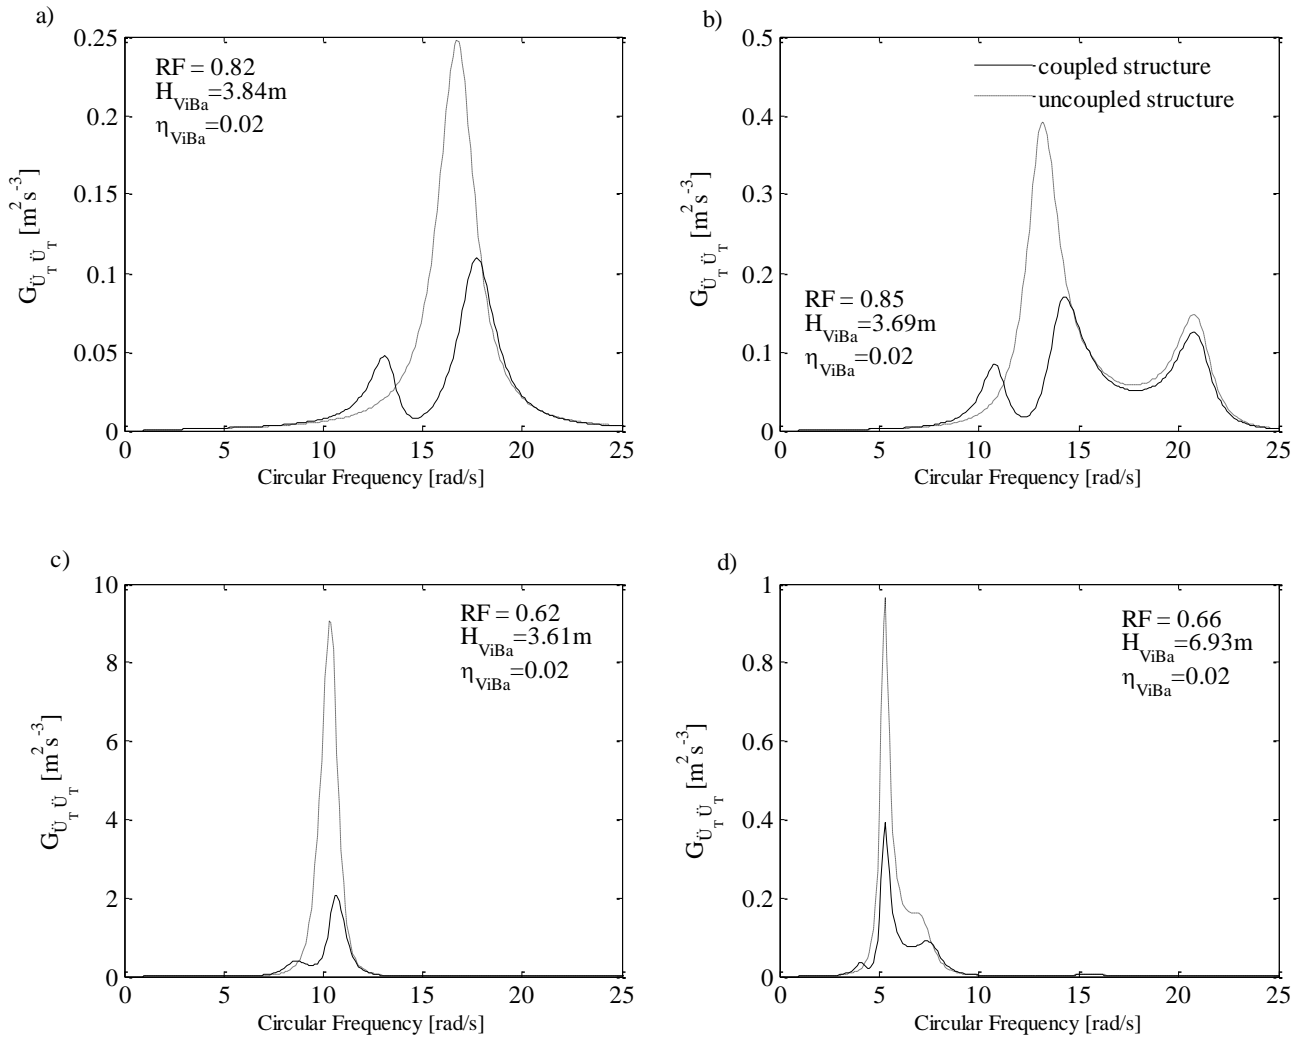 a)
0.25
0.2
0.15
0.1
0.05
0
0 5 10 15 20 25
G_Ü_T Ü_T [m²s⁻³]
Circular Frequency [rad/s]
RF = 0.82
H_ViBa=3.84m
η_ViBa=0.02
b)
0.5
0.4
0.3
0.2
0.1
0
0 5 10 15 20 25
G_Ü_T Ü_T [m²s⁻³]
Circular Frequency [rad/s]
coupled structure
uncoupled structure
RF = 0.85
H_ViBa=3.69m
η_ViBa=0.02
c)
10
8
6
4
2
0
0 5 10 15 20 25
G_Ü_T Ü_T [m²s⁻³]
Circular Frequency [rad/s]
RF = 0.62
H_ViBa=3.61m
η_ViBa=0.02
d)
1
0.8
0.6
0.4
0.2
0
0 5 10 15 20 25
G_Ü_T Ü_T [m²s⁻³]
Circular Frequency [rad/s]
RF = 0.66
H_ViBa=6.93m
η_ViBa=0.02